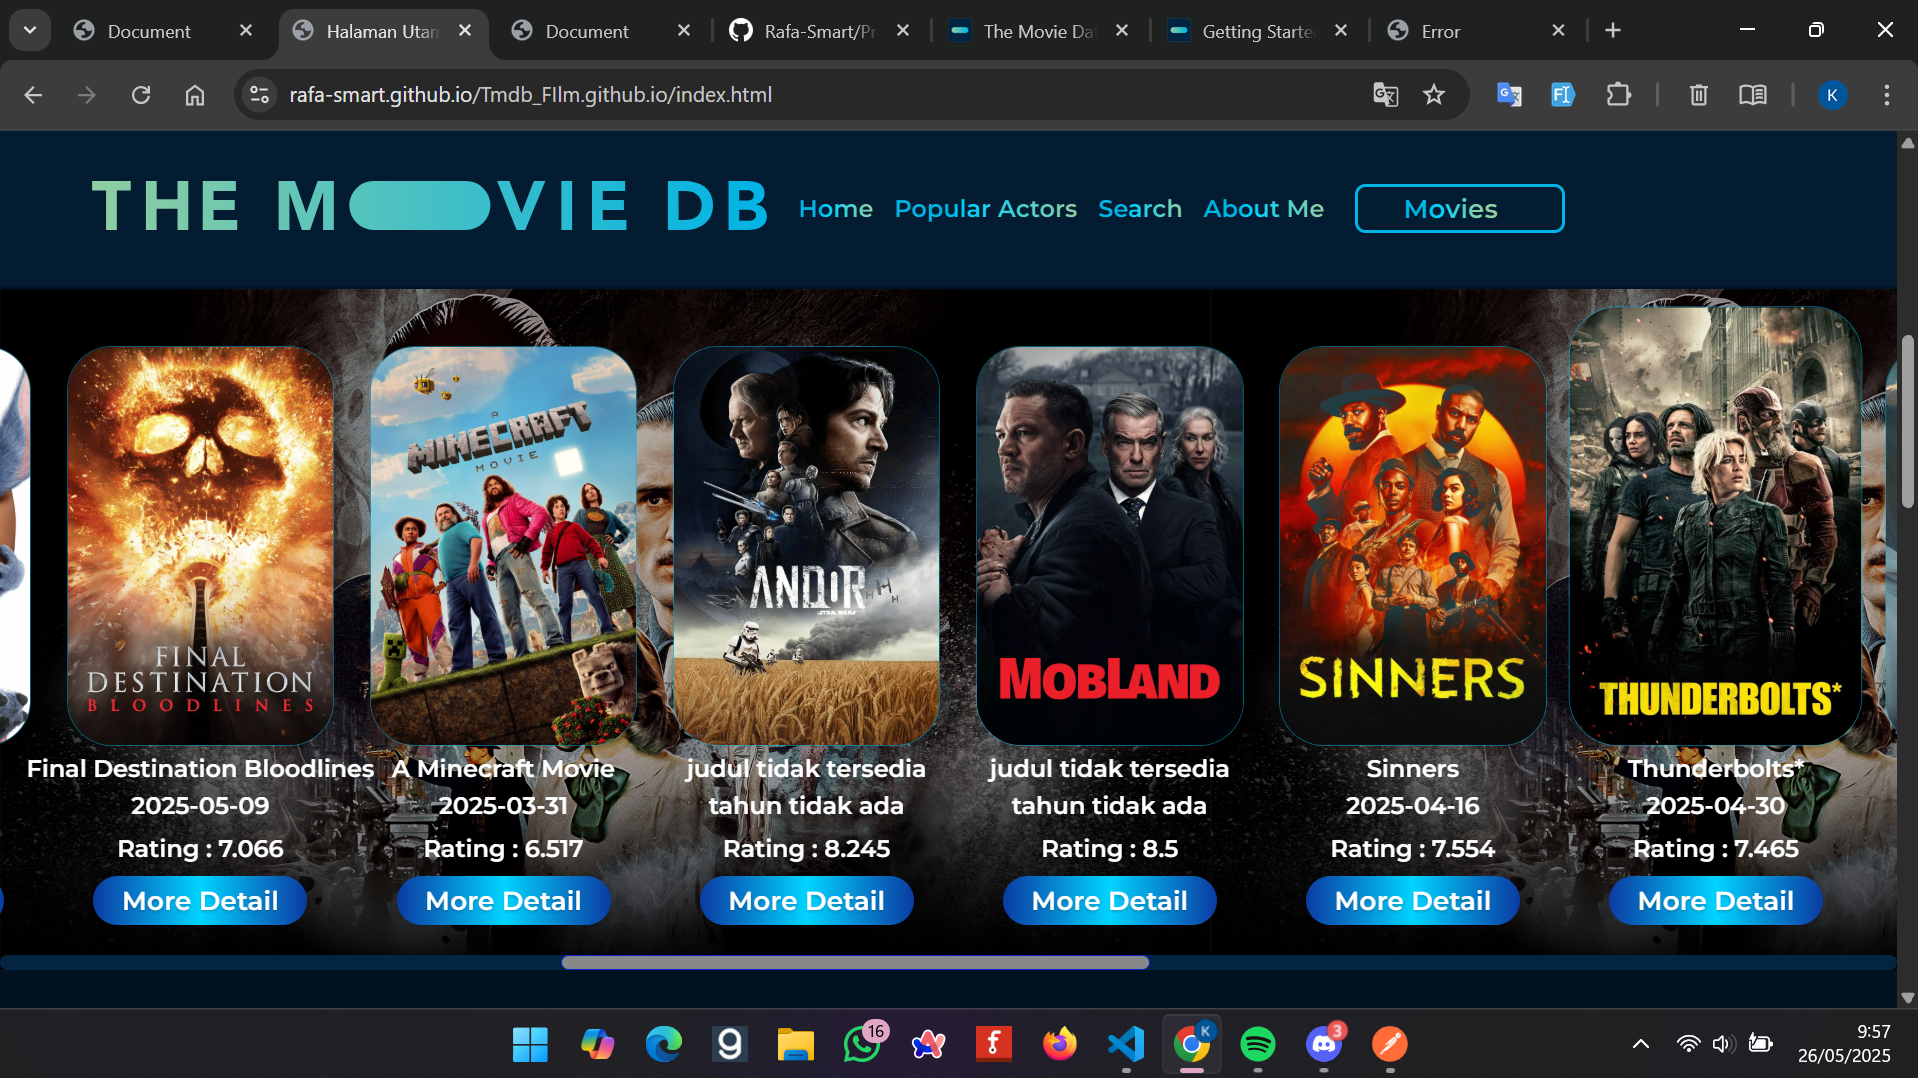 Document
Halaman Utam
Document
Rafa-Smart/Pr
The Movie Da
Getting Starte
Error
rafa-smart.github.io/Tmdb_FIlm.github.io/index.html
K
THE MOVIE DB
Home
Popular Actors
Search
About Me
Movies
FINAL
DESTINATION
BLOODLINES
A
MINECRAFT
MOVIE
ANDOR
STAR WARS
MOBLAND
SINNERS
THUNDERBOLTS*
Final Destination Bloodlines
2025-05-09
Rating : 7.066
More Detail
A Minecraft Movie
2025-03-31
Rating : 6.517
More Detail
judul tidak tersedia
tahun tidak ada
Rating : 8.245
More Detail
judul tidak tersedia
tahun tidak ada
Rating : 8.5
More Detail
Sinners
2025-04-16
Rating : 7.554
More Detail
Thunderbolts*
2025-04-30
Rating : 7.465
More Detail
16
K
3
9:57
26/05/2025